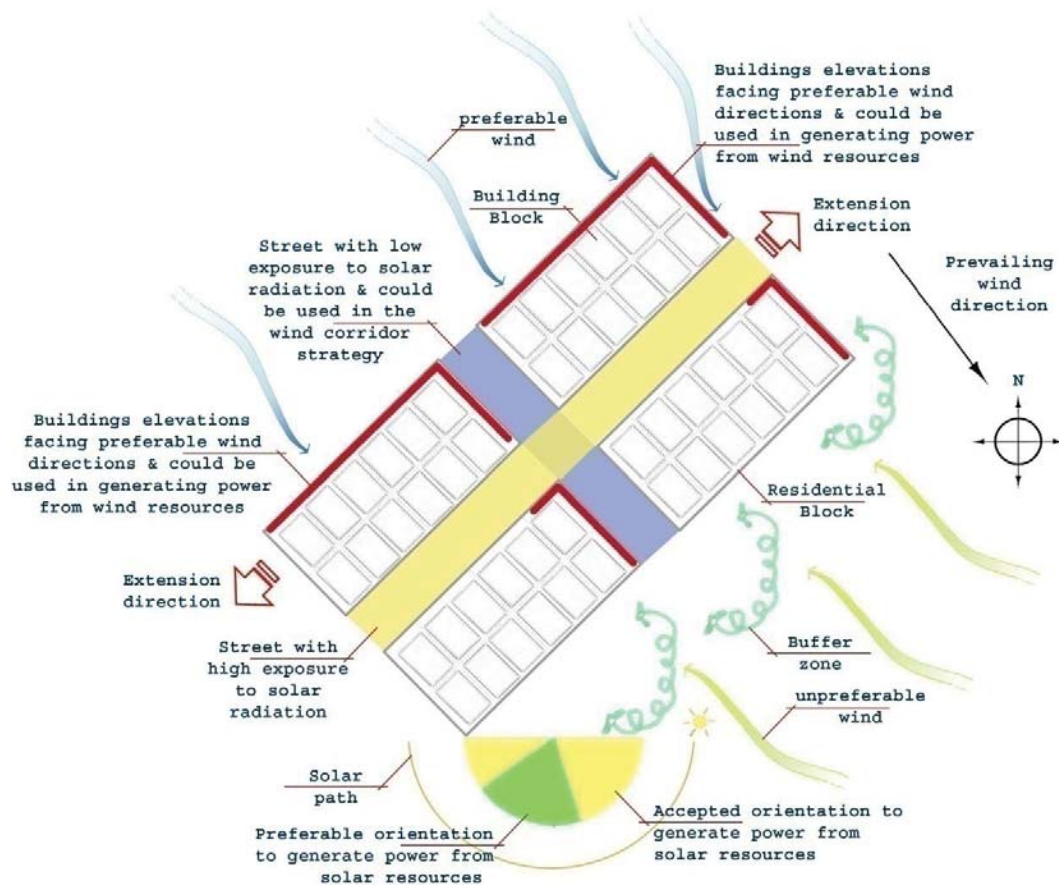 Buildings elevations
facing preferable wind
directions & could be
used in generating power
from wind resources
preferable
wind
Building
Block
Extension
direction
Street with low
exposure to solar
radiation & could
be used in the
wind corridor
strategy
Prevailing
wind
direction
N
Buildings elevations
facing preferable wind
directions & could be
used in generating power
from wind resources
Residential
Block
Extension
direction
Street with
high exposure
to solar
radiation
Buffer
zone
unpreferable
wind
Solar
path
Accepted orientation to
generate power from
solar resources
Preferable orientation
to generate power from
solar resources